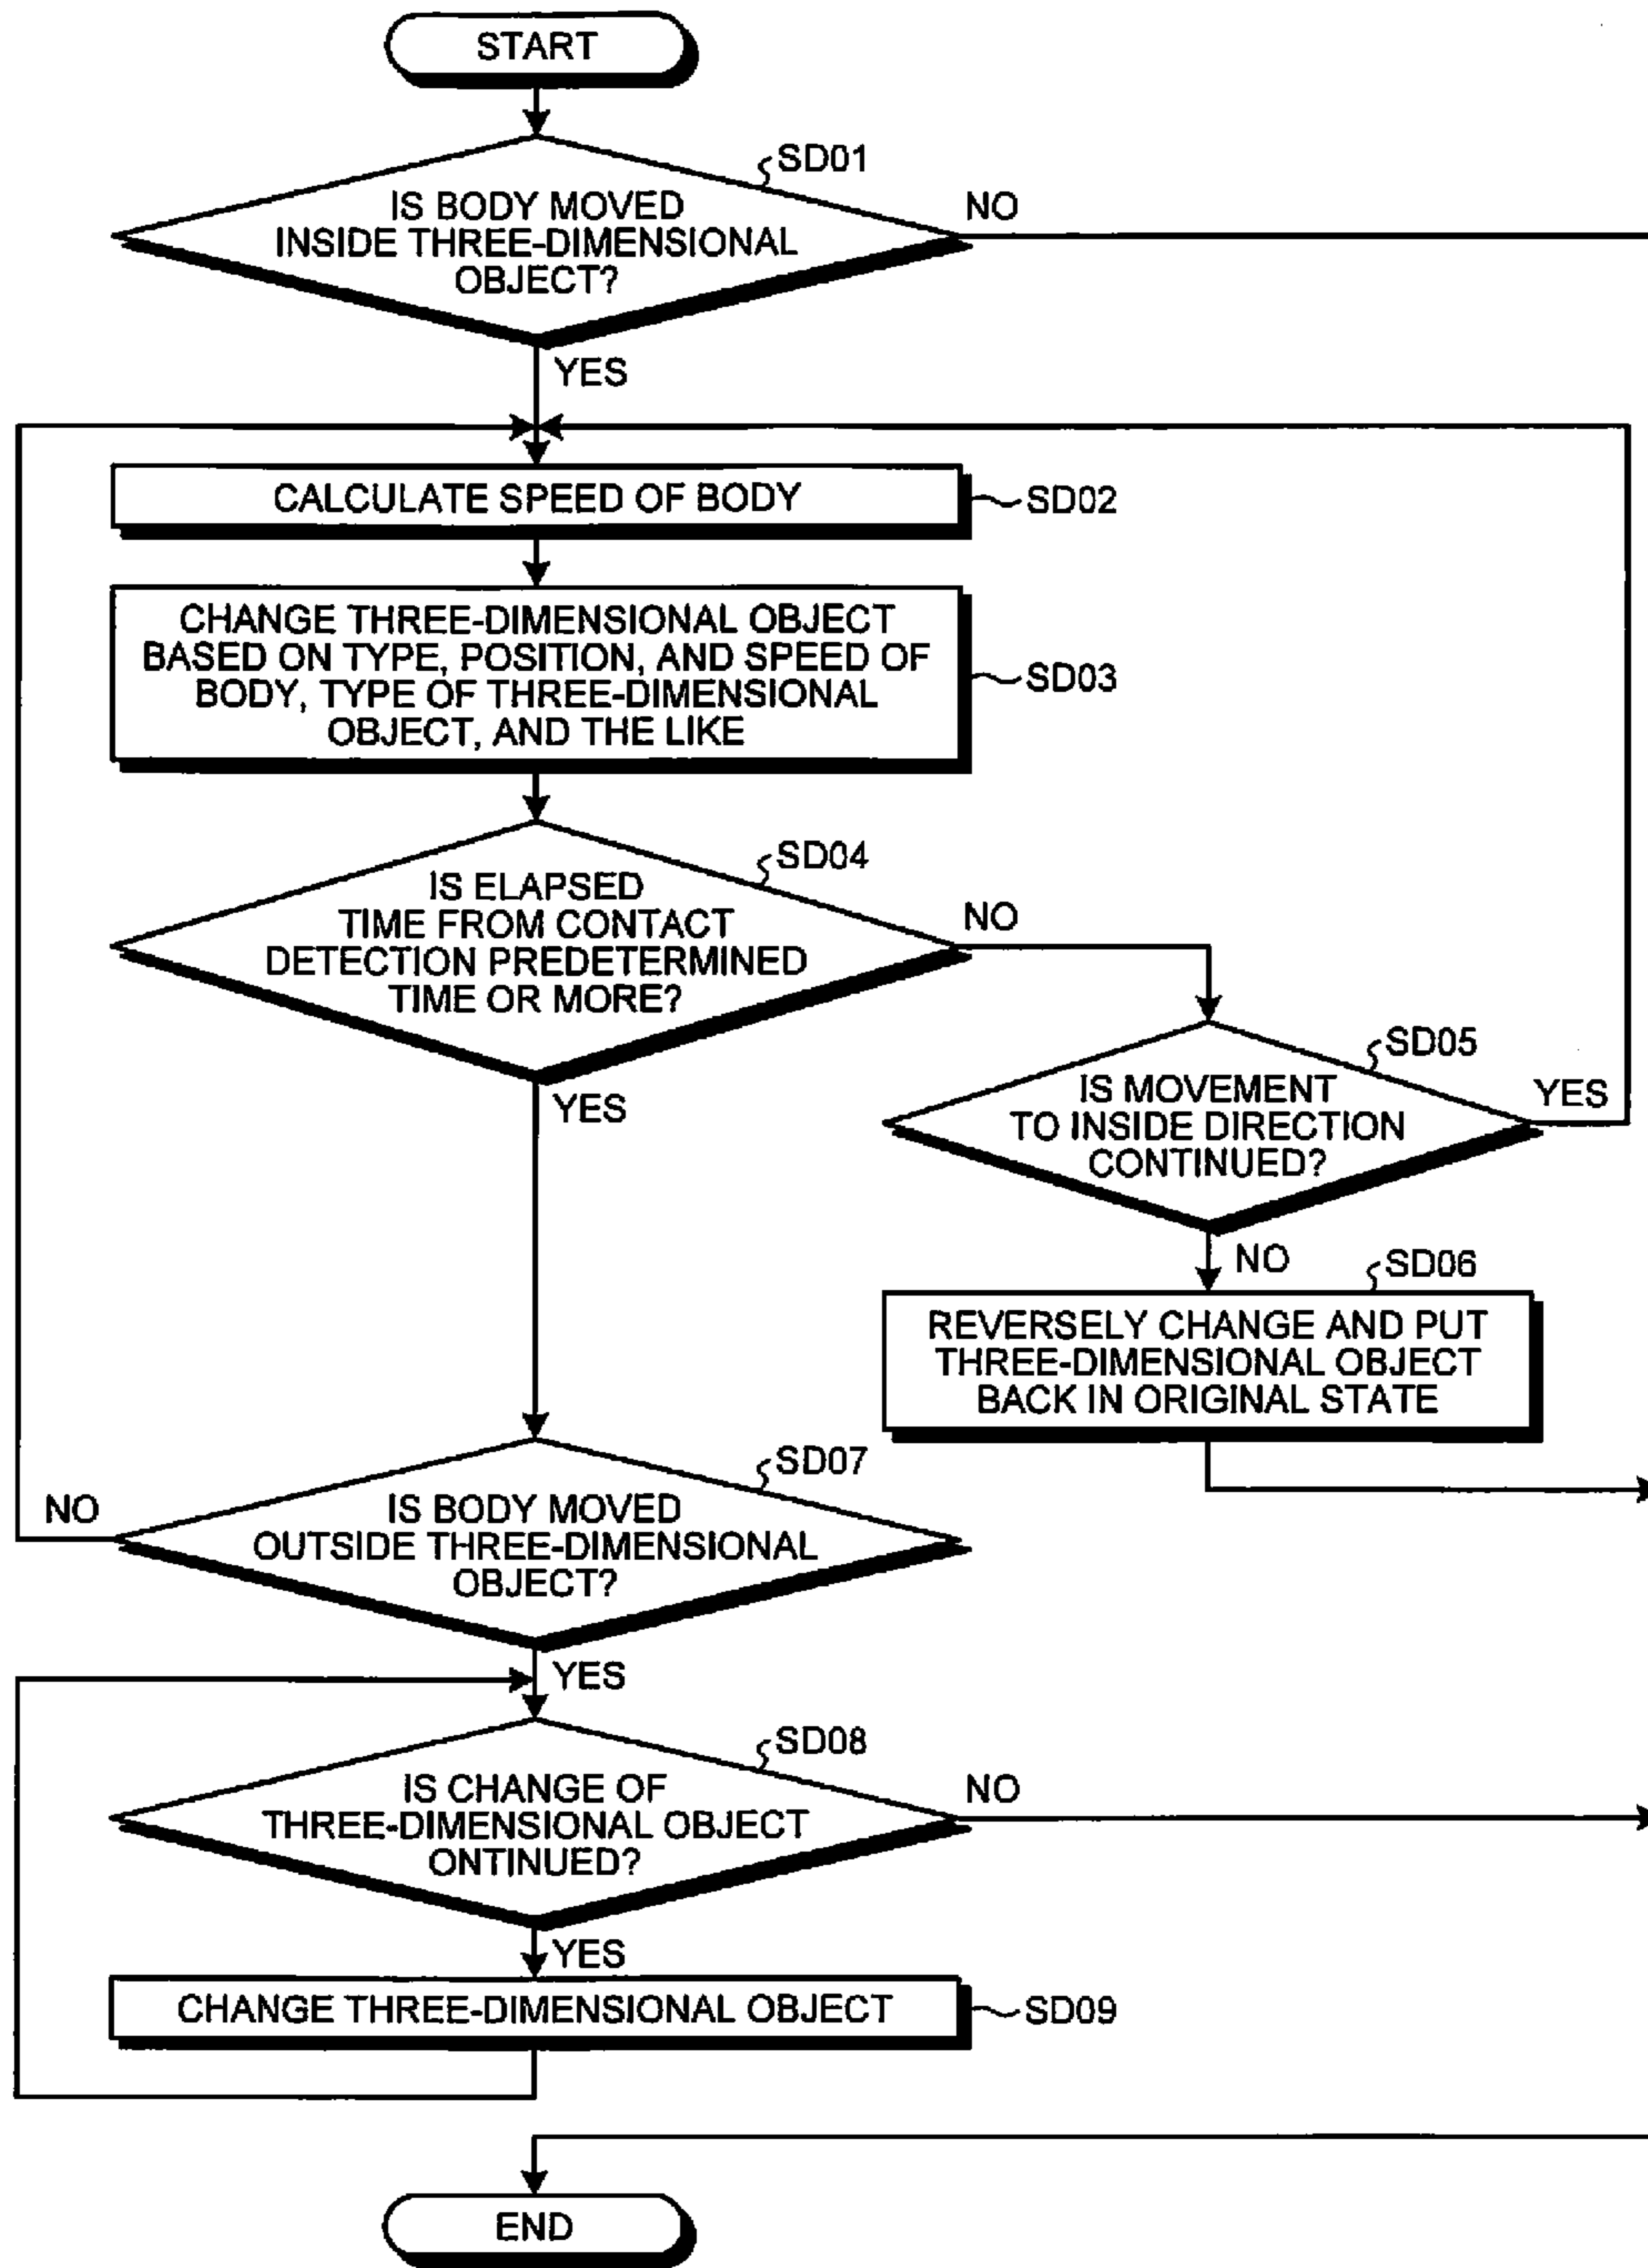 START
SD01
IS BODY MOVED
INSIDE THREE-DIMENSIONAL
OBJECT?
NO
YES
CALCULATE SPEED OF BODY
SD02
CHANGE THREE-DIMENSIONAL OBJECT
BASED ON TYPE, POSITION, AND SPEED OF
BODY, TYPE OF THREE-DIMENSIONAL
OBJECT, AND THE LIKE
SD03
SD04
IS ELAPSED
TIME FROM CONTACT
DETECTION PREDETERMINED
TIME OR MORE?
NO
YES
SD05
IS MOVEMENT
TO INSIDE DIRECTION
CONTINUED?
YES
NO
SD06
REVERSELY CHANGE AND PUT
THREE-DIMENSIONAL OBJECT
BACK IN ORIGINAL STATE
SD07
IS BODY MOVED
OUTSIDE THREE-DIMENSIONAL
OBJECT?
NO
YES
SD08
IS CHANGE OF
THREE-DIMENSIONAL OBJECT
ONTINUED?
NO
YES
CHANGE THREE-DIMENSIONAL OBJECT
SD09
END